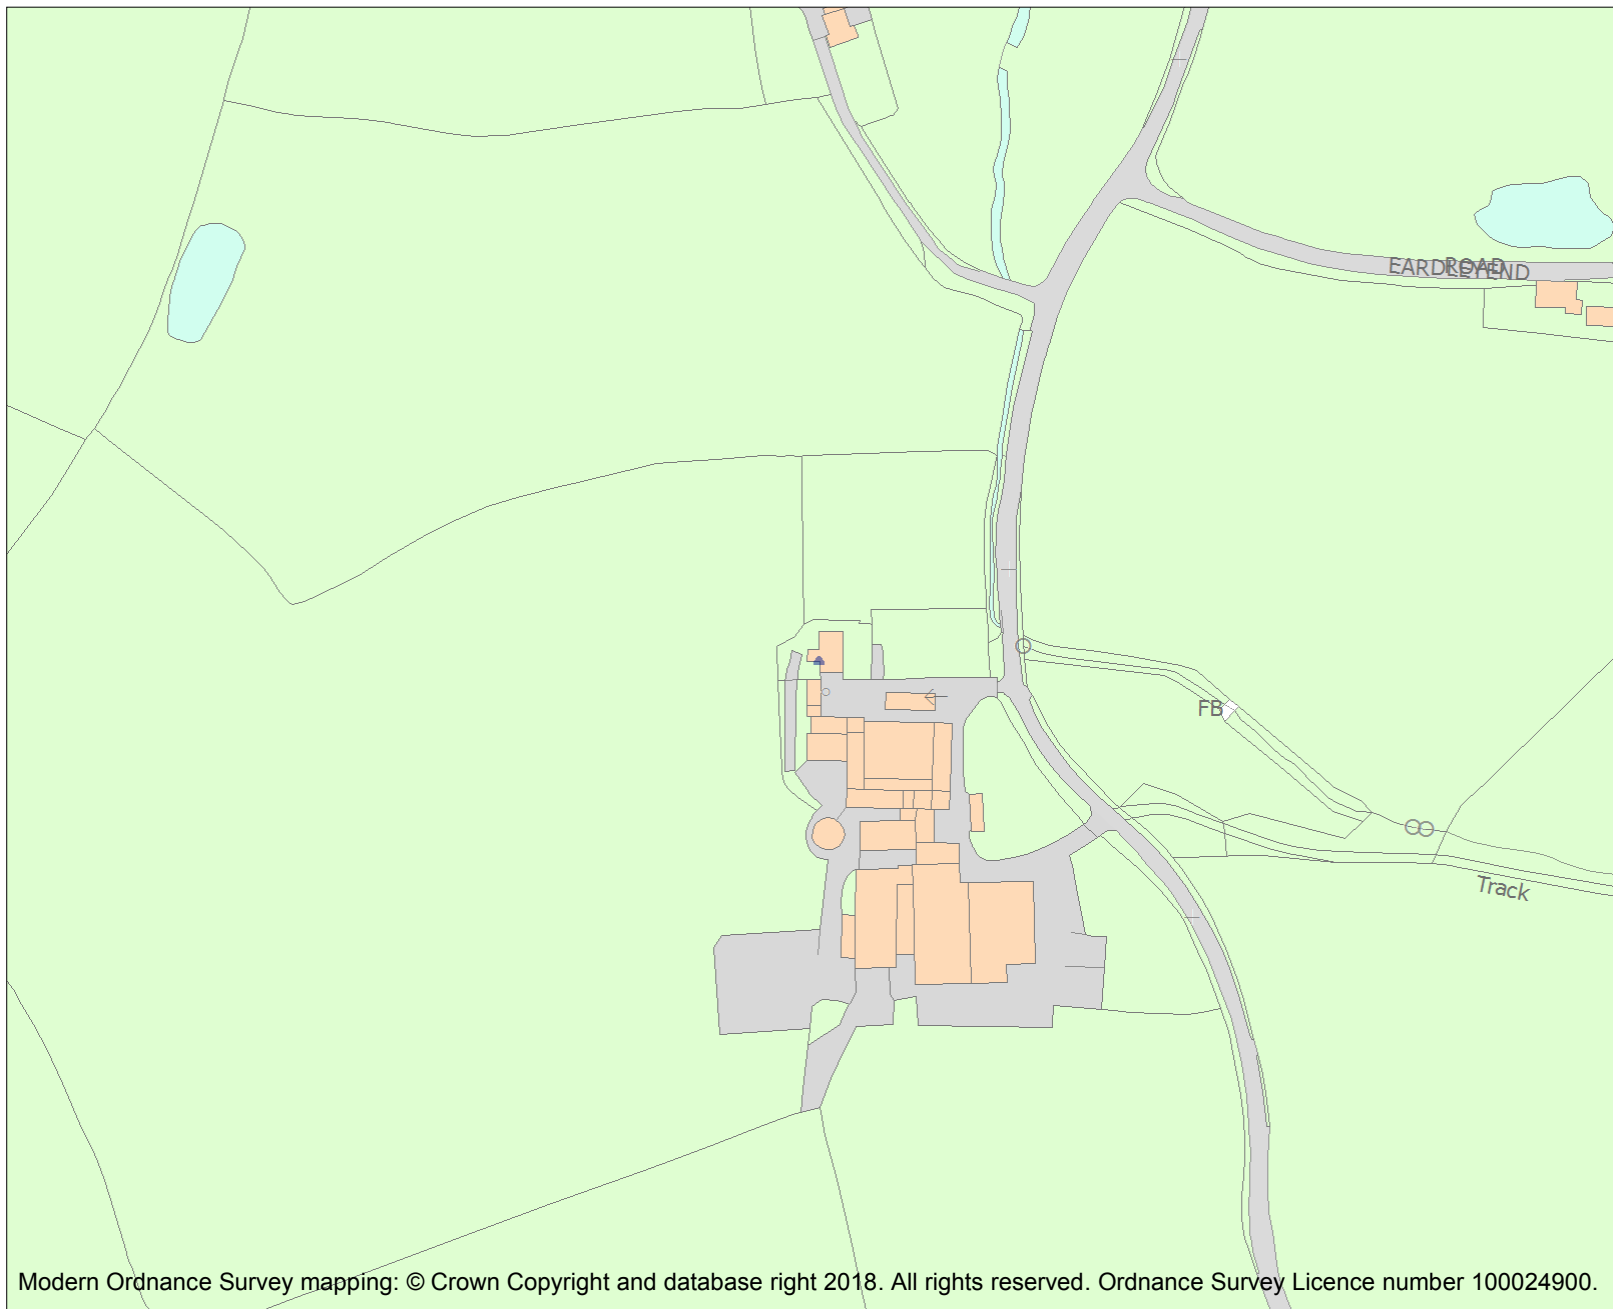 EARDLEYEND ROAD
FB
Track
Modern Ordnance Survey mapping: © Crown Copyright and database right 2018. All rights reserved. Ordnance Survey Licence number 100024900.